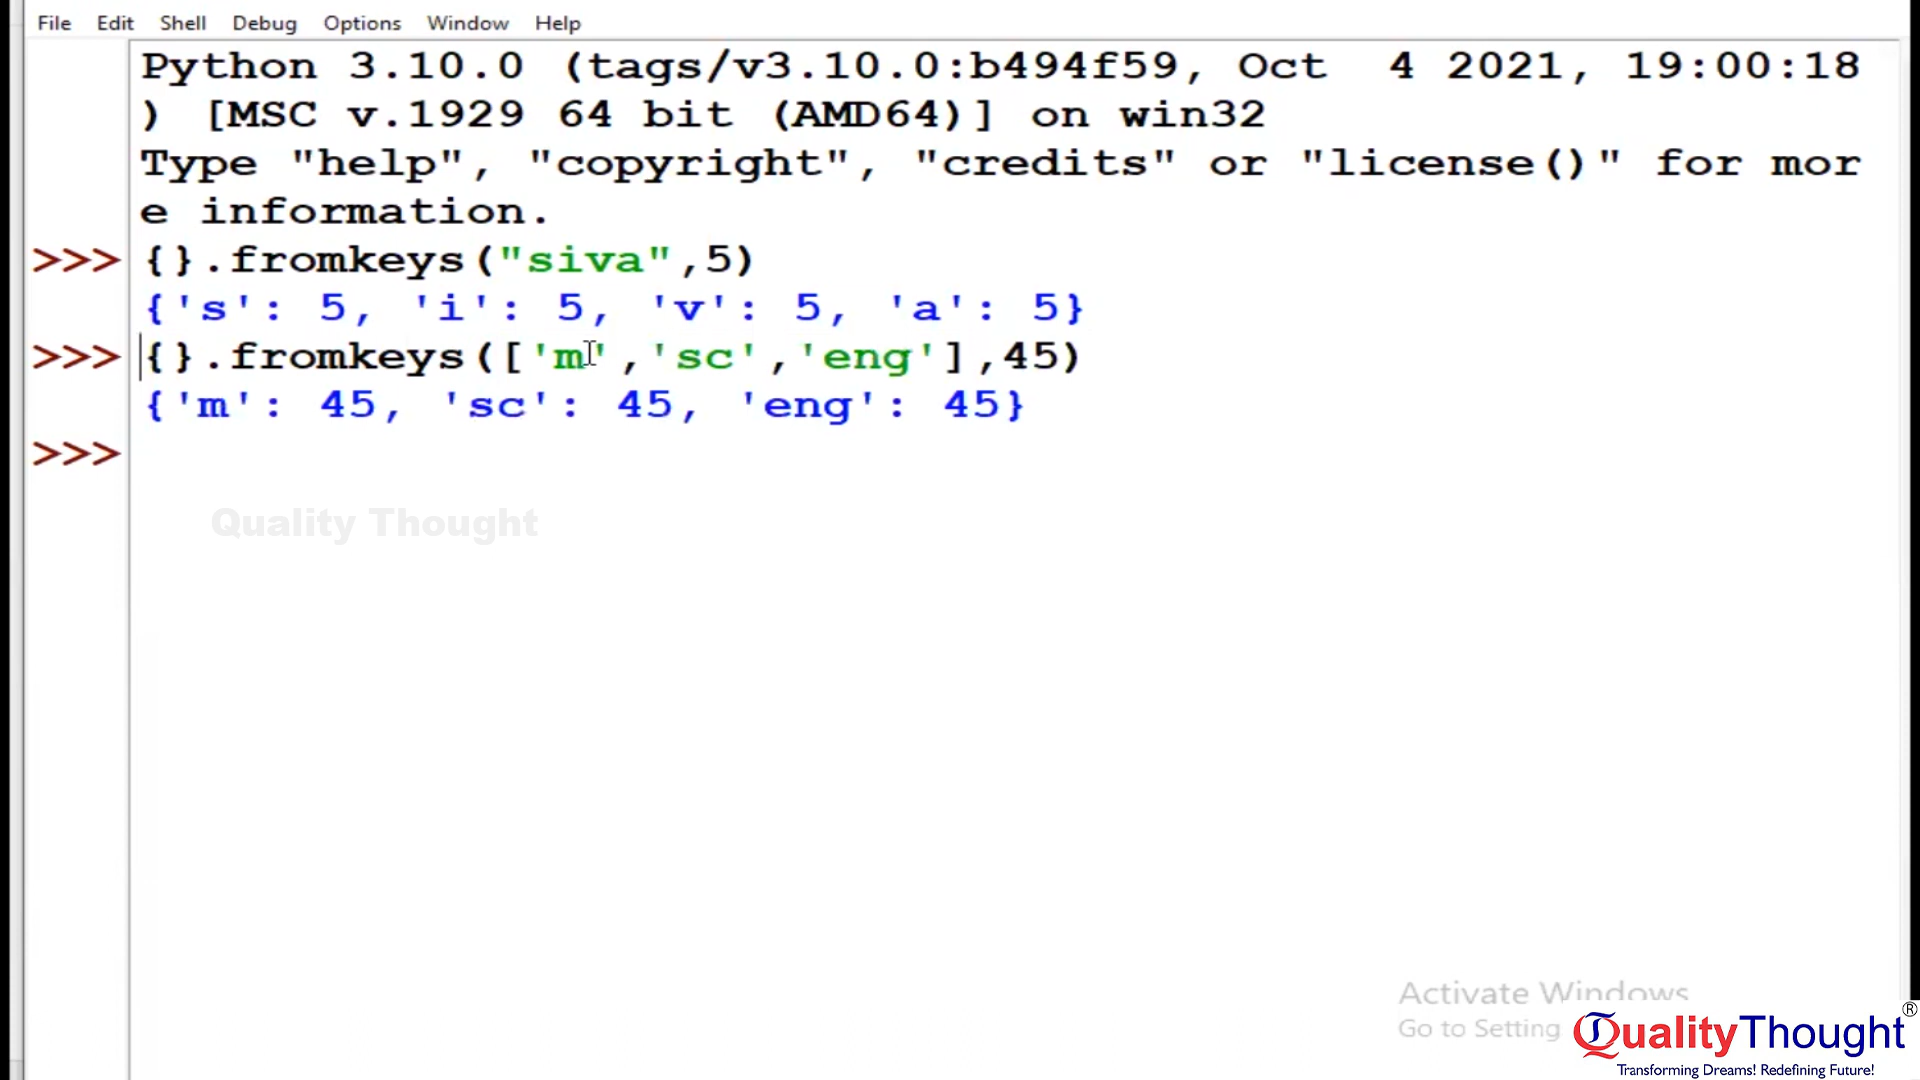 File Edit Shell Debug Options Window Help
Python 3.10.0 (tags/v3.10.0:b494f59, Oct  4 2021, 19:00:18
) [MSC v.1929 64 bit (AMD64)] on win32
Type "help", "copyright", "credits" or "license()" for mor
e information.
>>> {}.fromkeys("siva",5)
{'s': 5, 'i': 5, 'v': 5, 'a': 5}
>>> {}.fromkeys(['m','sc','eng'],45)
{'m': 45, 'sc': 45, 'eng': 45}
>>>
Quality Thought
Activate Windows
Go to Setting
QualityThought®
Transforming Dreams! Redefining Future!